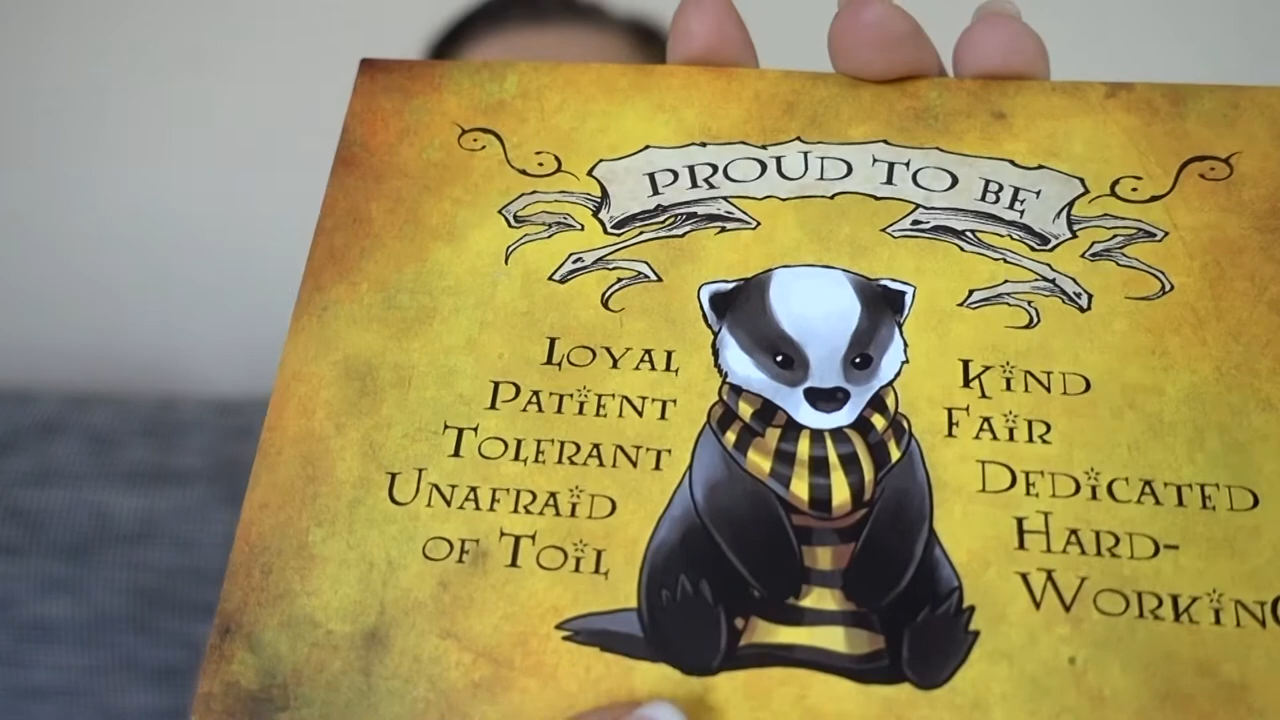 PROUD TO BE
LOYAL
PATIENT
TOLERANT
UNAFRAID
OF TOIL
KIND
FAIR
DEDICATED
HARD-
WORKING